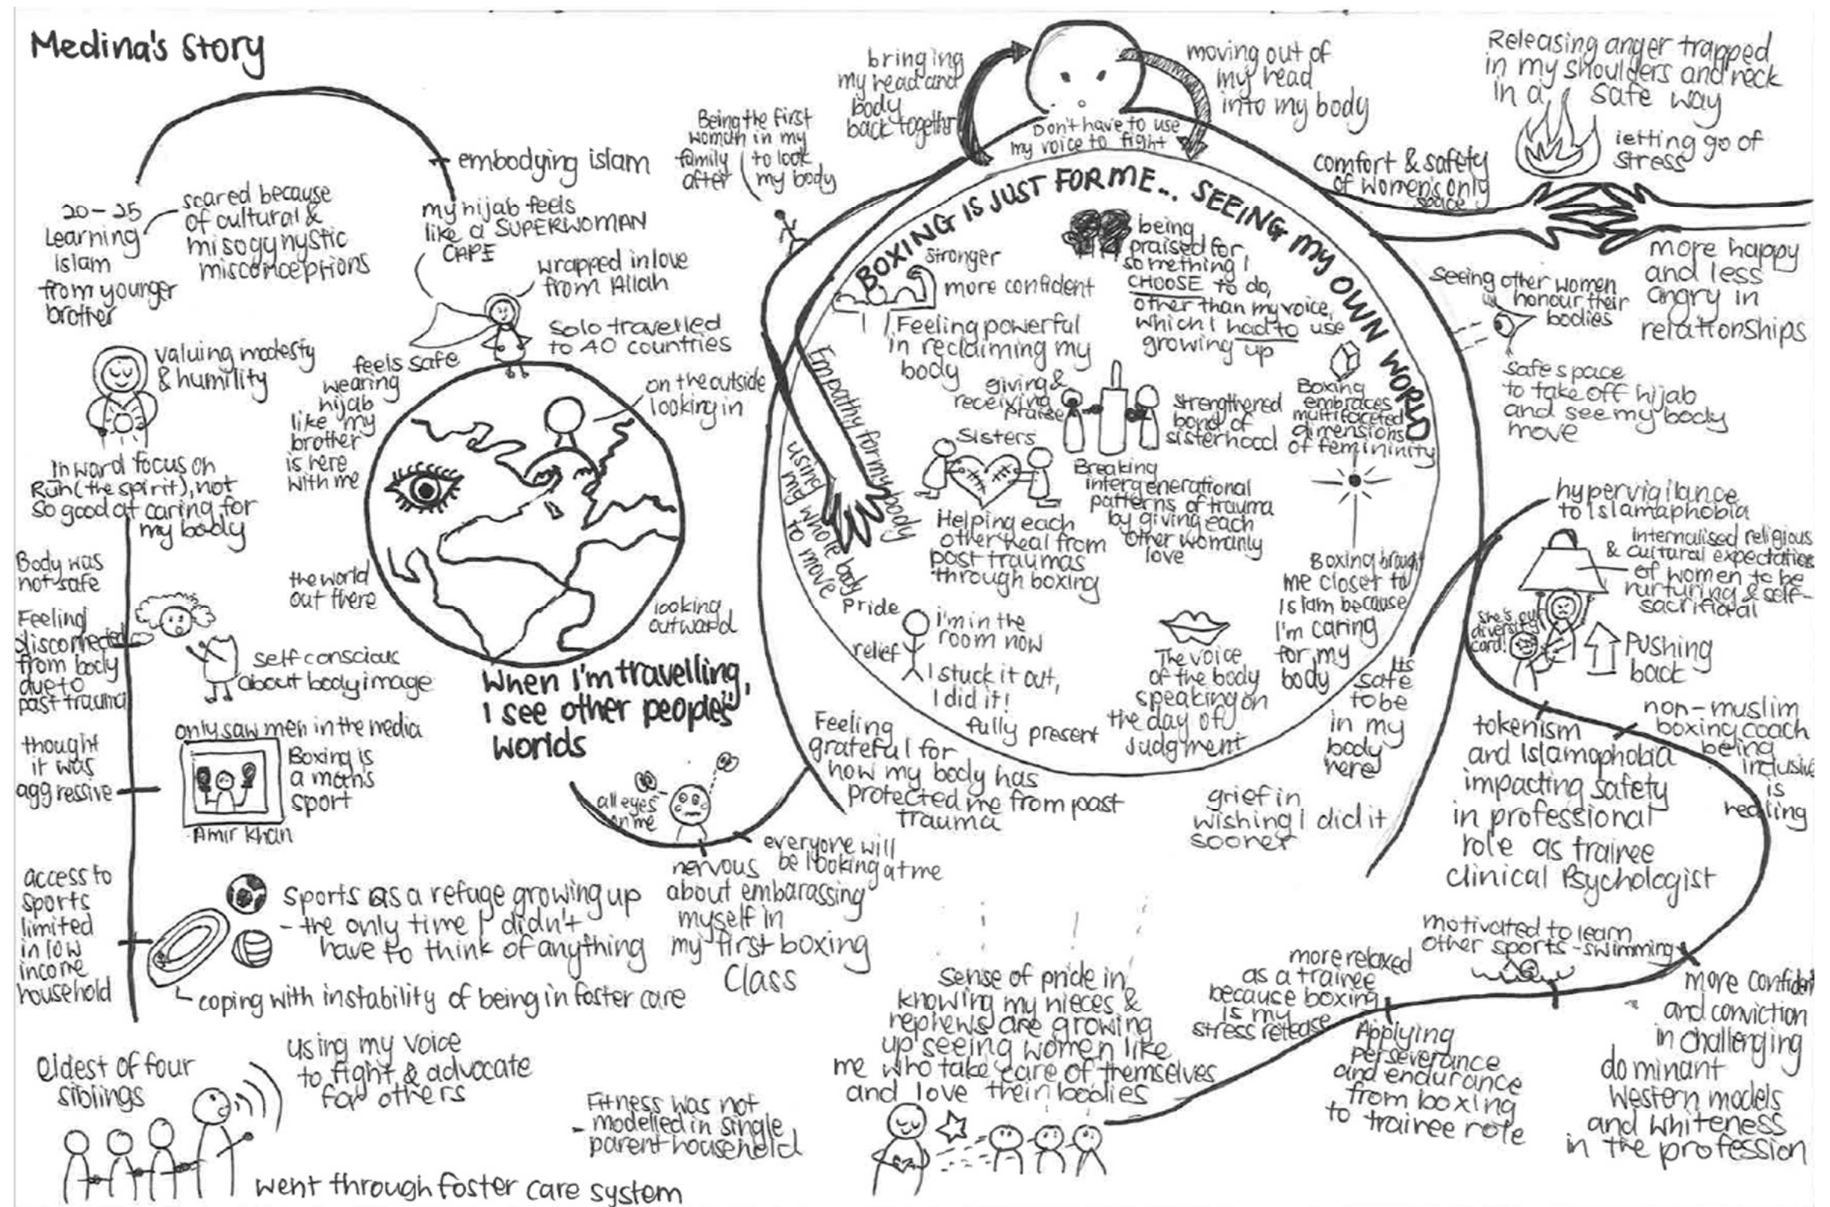 Medina's Story
20-25
Learning
Islam
from younger
brother
scared because
of cultural &
misogynystic
misconceptions
embodying islam
my hijab feels
like a SUPERWOMAN
CAPE
wrapped in love
from Allah
Solo travelled
to 40 countries
feels safe
wearing
hijab
like my
brother
is here
with me
valuing modesty
& humility
Inward focus on
Rūh (the spirit), not
so good at caring for
my body
on the outside
looking in
the world
out there
looking
outward
When I'm travelling,
I see other peoples'
worlds
Body was
not safe
Feeling
disconnected
from body
due to
past trauma
self conscious
about body image
only saw men in the media
thought
it was
aggressive
Boxing is
a man's
sport
Amir Khan
access to
sports
limited
in low
income
household
Sports as a refuge growing up
- the only time I didn't
have to think of anything
coping with instability of being in foster care
eldest of four
siblings
using my voice
to fight & advocate
for others
went through foster care system
Fitness was not
- modelled in single
parent household
all eyes
on me
everyone will
be looking at me
nervous
about embarassing
myself in
my first boxing
class
Being the first
woman in my
family to look
after my body
bringing
my head and
body
back together
moving out of
my head
into my body
Don't have to use
my voice to fight
BOXING IS JUST FOR ME... SEEING MY OWN WORLD
Stronger
more confident
Feeling powerful
in reclaiming my
body
being
praised for
something I
CHOOSE to do,
other than my voice,
which I had to use
growing up
giving &
receiving
praise
strengthened
bond of
sisterhood
Boxing
embraces
multifaceted
dimensions
of femininity
Empathy for my body
using my whole body to move
Sisters
Helping each
other heal from
past traumas
through boxing
Breaking
intergenerational
patterns of trauma
by giving each
other womanly
love
Boxing brought
me closer to
Islam because
I'm caring
for my
body
Pride
relief
I'm in the
room now
I stuck it out,
I did it!
fully present
The voice
of the body
speaking on
the day of
Judgment
Its
safe
to be
in my
body
here
Feeling
grateful for
how my body has
protected me from past
trauma
grief in
wishing I did it
sooner
Releasing anger trapped
in my shoulders and neck
in a safe way
letting go of
stress
comfort & safety
of women's only
space
more happy
and less
angry in
relationships
seeing other women
honour their
bodies
safe space
to take off hijab
and see my body
move
hypervigilance
to Islamaphobia
Internalised religious
& cultural expectations
of women to be
nurturing & self-
sacrificial
She's our
diversity
card!
Pushing
back
tokenism
and Islamophobia
impacting safety
in professional
role as trainee
clinical Psychologist
non-muslim
boxing coach
being
inclusive
is
healing
motivated to learn
other sports - swimming
more confident
and conviction
in challenging
dominant
Western models
and whiteness
in the profession
more relaxed
as a trainee
because boxing
is my
stress release
Applying
perseverance
and endurance
from boxing
to trainee role
sense of pride in
knowing my nieces &
nephews are growing
up seeing women like
me who take care of themselves
and love their bodies